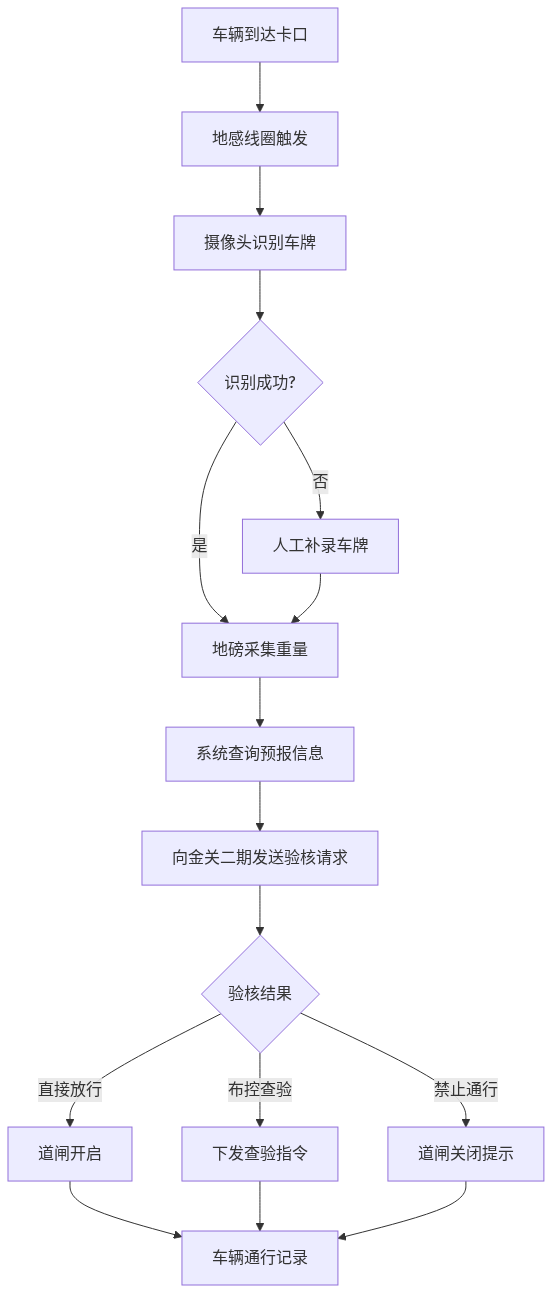 车辆到达卡口
地感线圈触发
摄像头识别车牌
识别成功?
否
是
人工补录车牌
地磅采集重量
系统查询预报信息
向金关二期发送验核请求
验核结果
直接放行
布控查验
禁止通行
道闸开启
下发查验指令
道闸关闭提示
车辆通行记录